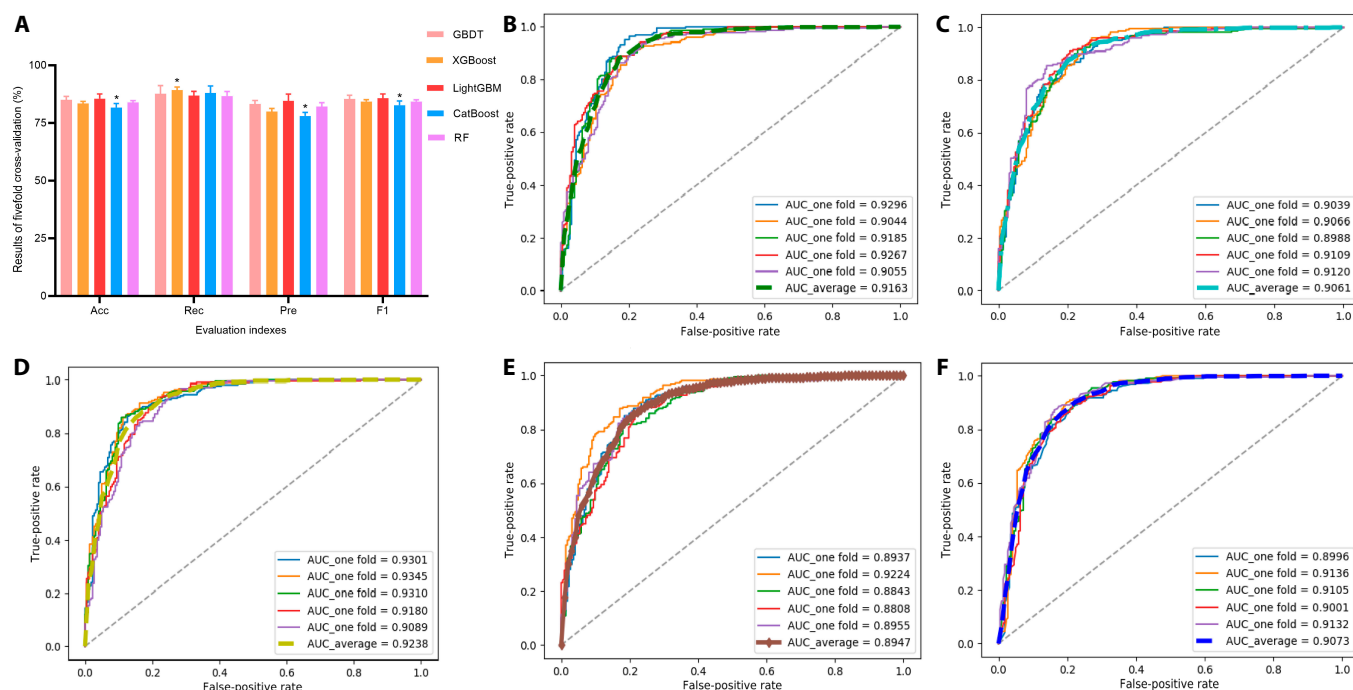 A
GBDT
XGBoost
LightGBM
CatBoost
RF
Results of fivefold cross-validation (%)
100
75
50
25
0
*
*
*
*
Acc
Rec
Pre
F1
Evaluation indexes
B
True-positive rate
1.0
0.8
0.6
0.4
0.2
0.0
AUC_one fold = 0.9296
AUC_one fold = 0.9044
AUC_one fold = 0.9185
AUC_one fold = 0.9267
AUC_one fold = 0.9055
AUC_average = 0.9163
0.0 0.2 0.4 0.6 0.8 1.0
False-positive rate
C
True-positive rate
1.0
0.8
0.6
0.4
0.2
0.0
AUC_one fold = 0.9039
AUC_one fold = 0.9066
AUC_one fold = 0.8988
AUC_one fold = 0.9109
AUC_one fold = 0.9120
AUC_average = 0.9061
0.0 0.2 0.4 0.6 0.8 1.0
False-positive rate
D
True-positive rate
1.0
0.8
0.6
0.4
0.2
0.0
AUC_one fold = 0.9301
AUC_one fold = 0.9345
AUC_one fold = 0.9310
AUC_one fold = 0.9180
AUC_one fold = 0.9089
AUC_average = 0.9238
0.0 0.2 0.4 0.6 0.8 1.0
False-positive rate
E
True-positive rate
1.0
0.8
0.6
0.4
0.2
0.0
AUC_one fold = 0.8937
AUC_one fold = 0.9224
AUC_one fold = 0.8843
AUC_one fold = 0.8808
AUC_one fold = 0.8955
AUC_average = 0.8947
0.0 0.2 0.4 0.6 0.8 1.0
False-positive rate
F
True-positive rate
1.0
0.8
0.6
0.4
0.2
0.0
AUC_one fold = 0.8996
AUC_one fold = 0.9136
AUC_one fold = 0.9105
AUC_one fold = 0.9001
AUC_one fold = 0.9132
AUC_average = 0.9073
0.0 0.2 0.4 0.6 0.8 1.0
False-positive rate